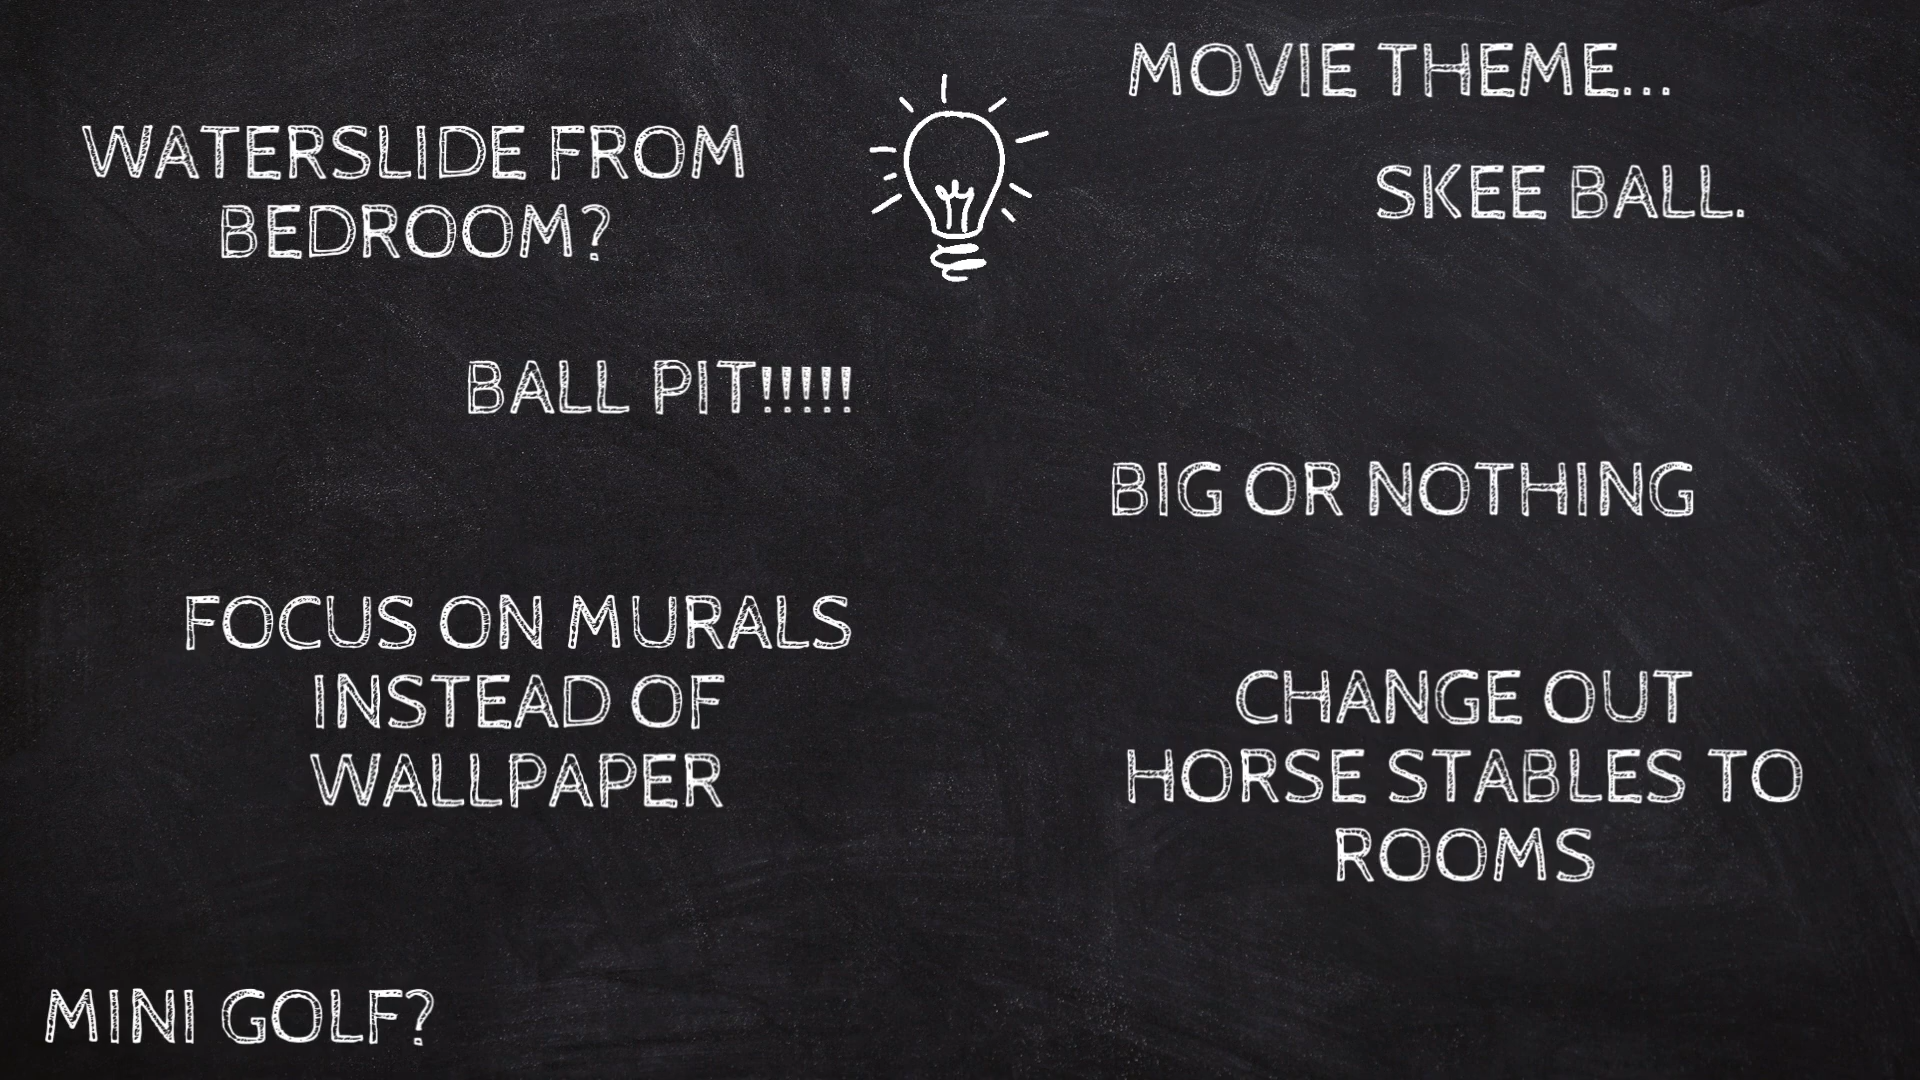 MOVIE THEME...
WATERSLIDE FROM
BEDROOM?
SKEE BALL.
BALL PIT!!!!!
BIG OR NOTHING
FOCUS ON MURALS
INSTEAD OF
WALLPAPER
CHANGE OUT
HORSE STABLES TO
ROOMS
MINI GOLF?